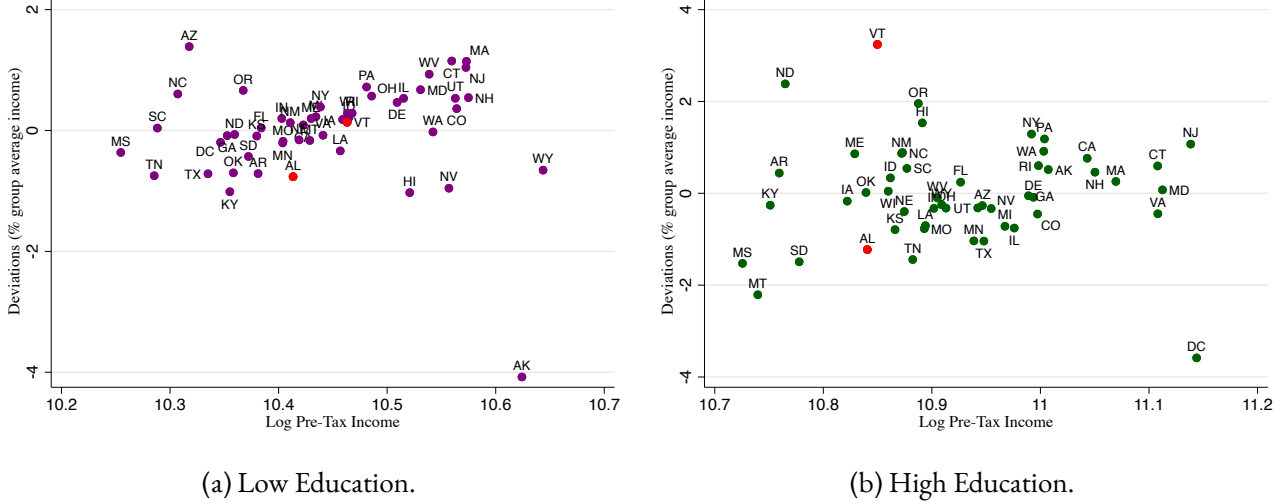 Deviations (% group average income)
2
0
-2
-4
AZ
NC
OR
SC
MS
TN
TX
DC
ND
GA
OK
KY
SD
KS
FL
AR
IN
NM
MO
MN
AL
NY
VA
IA
VT
LA
PA
OH
IL
DE
MD
WV
MA
CT
NJ
UT
NH
CO
WA
HI
NV
WY
AK
10.2
10.3
10.4
10.5
10.6
10.7
Log Pre-Tax Income
(a) Low Education.
Deviations (% group average income)
4
2
0
-2
-4
VT
ND
OR
HI
ME
AR
KY
IA
OK
ID
NM
NC
SC
WI
NE
KS
WV
OH
FL
LA
MO
AL
TN
MS
MT
SD
UT
AZ
NV
MI
MN
TX
IL
NY
PA
WA
RI
AK
DE
GA
CO
CA
NH
MA
CT
NJ
MD
VA
DC
10.7
10.8
10.9
11
11.1
11.2
Log Pre-Tax Income
(b) High Education.